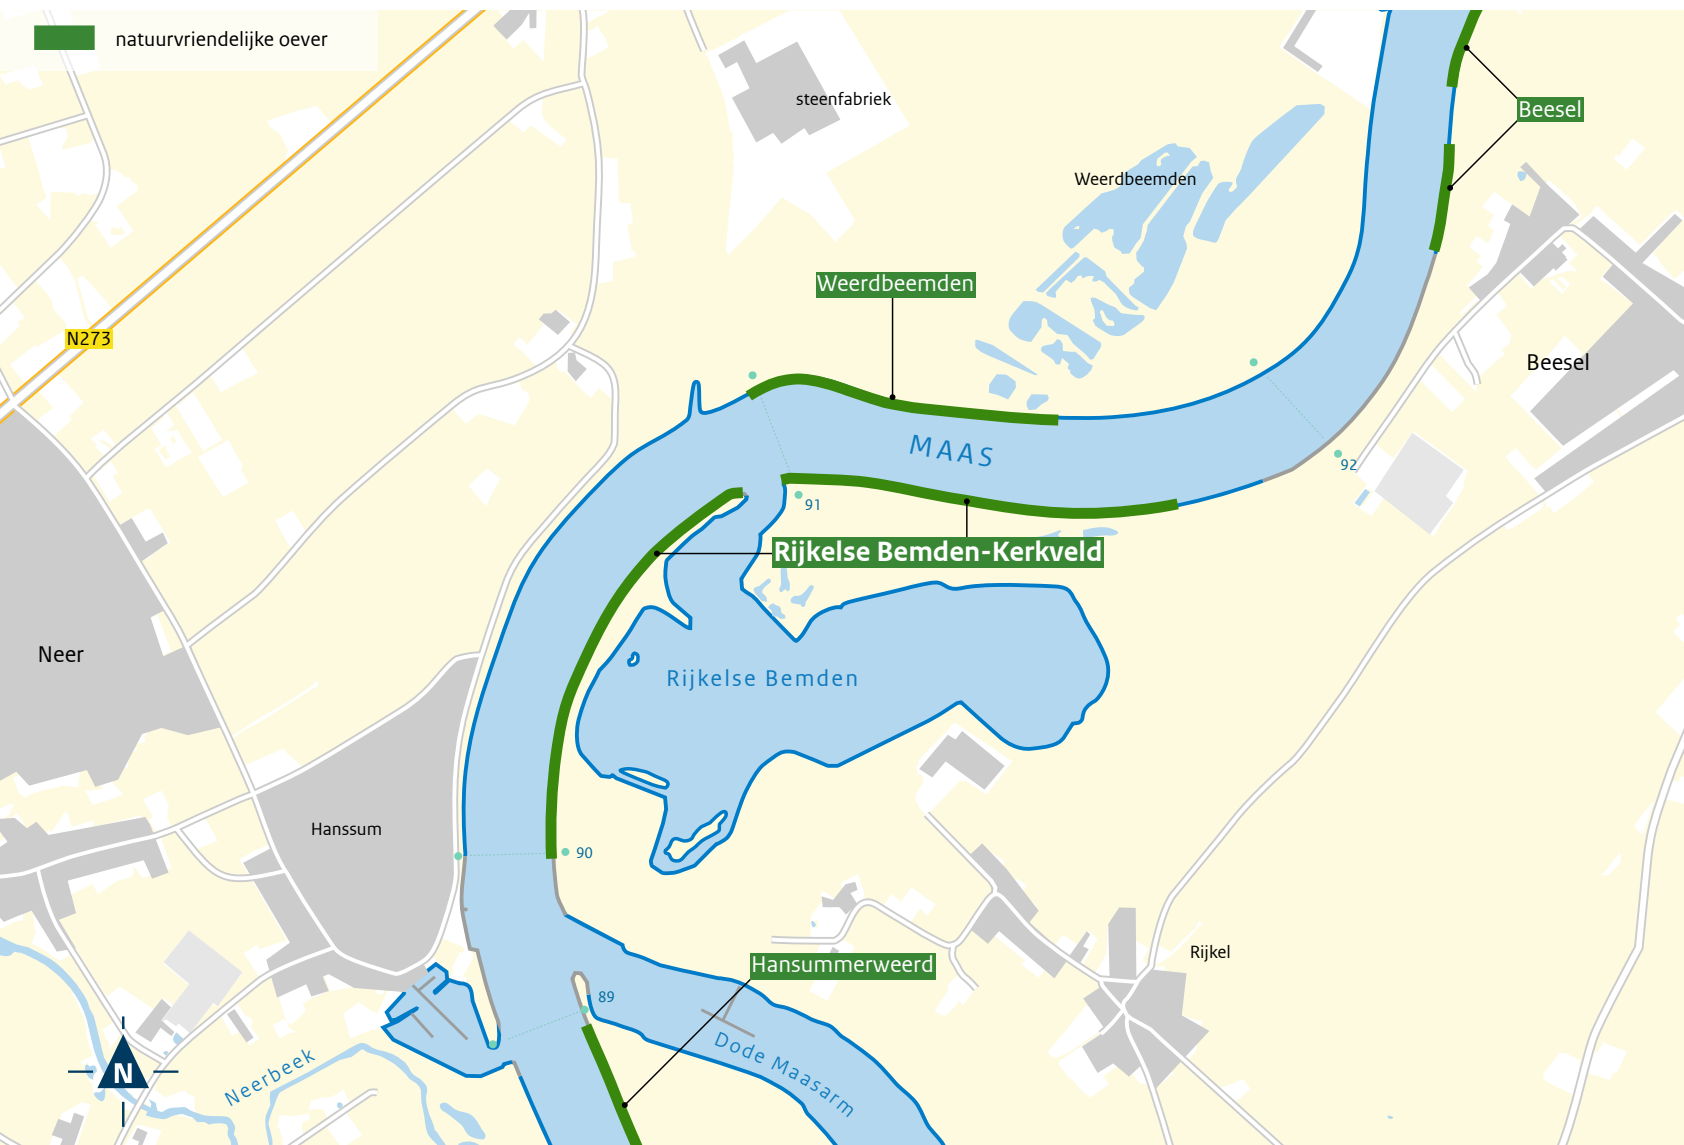 natuurvriendelijke oever
steenfabriek
Beesel
Weerdbeemden
Weerdbeemden
N273
Beesel
MAAS
92
91
Rijkelse Bemden-Kerkveld
Neer
Rijkelse Bemden
Hanssum
90
Rijkel
Hansummerweerd
89
Dode Maasarm
Neerbeek
N